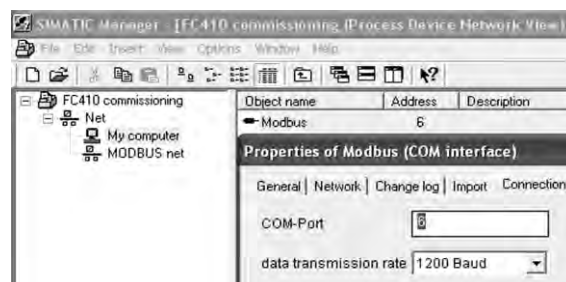 SIMATIC Manager - [FC410 commissioning (Process Device Network View)
File Edit Insert View Options Window Help
FC410 commissioning
Net
My computer
MODBUS net
Object name Address Description
Modbus 6
Properties of Modbus (COM interface)
General Network Change log Import Connection
COM-Port 6
data transmission rate 1200 Baud